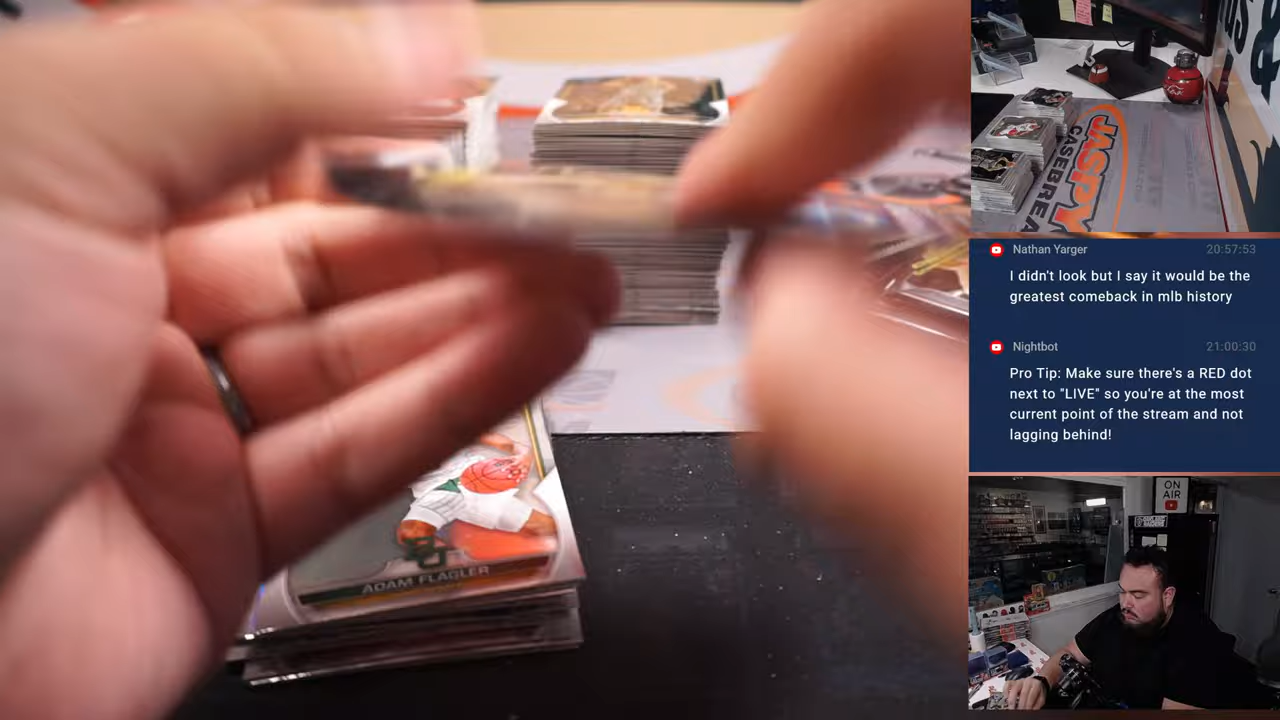 ADAM FLAGLER
JASPY
CASEBREA
Nathan Yarger 20:57:53
I didn't look but I say it would be the
greatest comeback in mlb history
Nightbot 21:00:30
Pro Tip: Make sure there's a RED dot
next to "LIVE" so you're at the most
current point of the stream and not
lagging behind!
ON
AIR